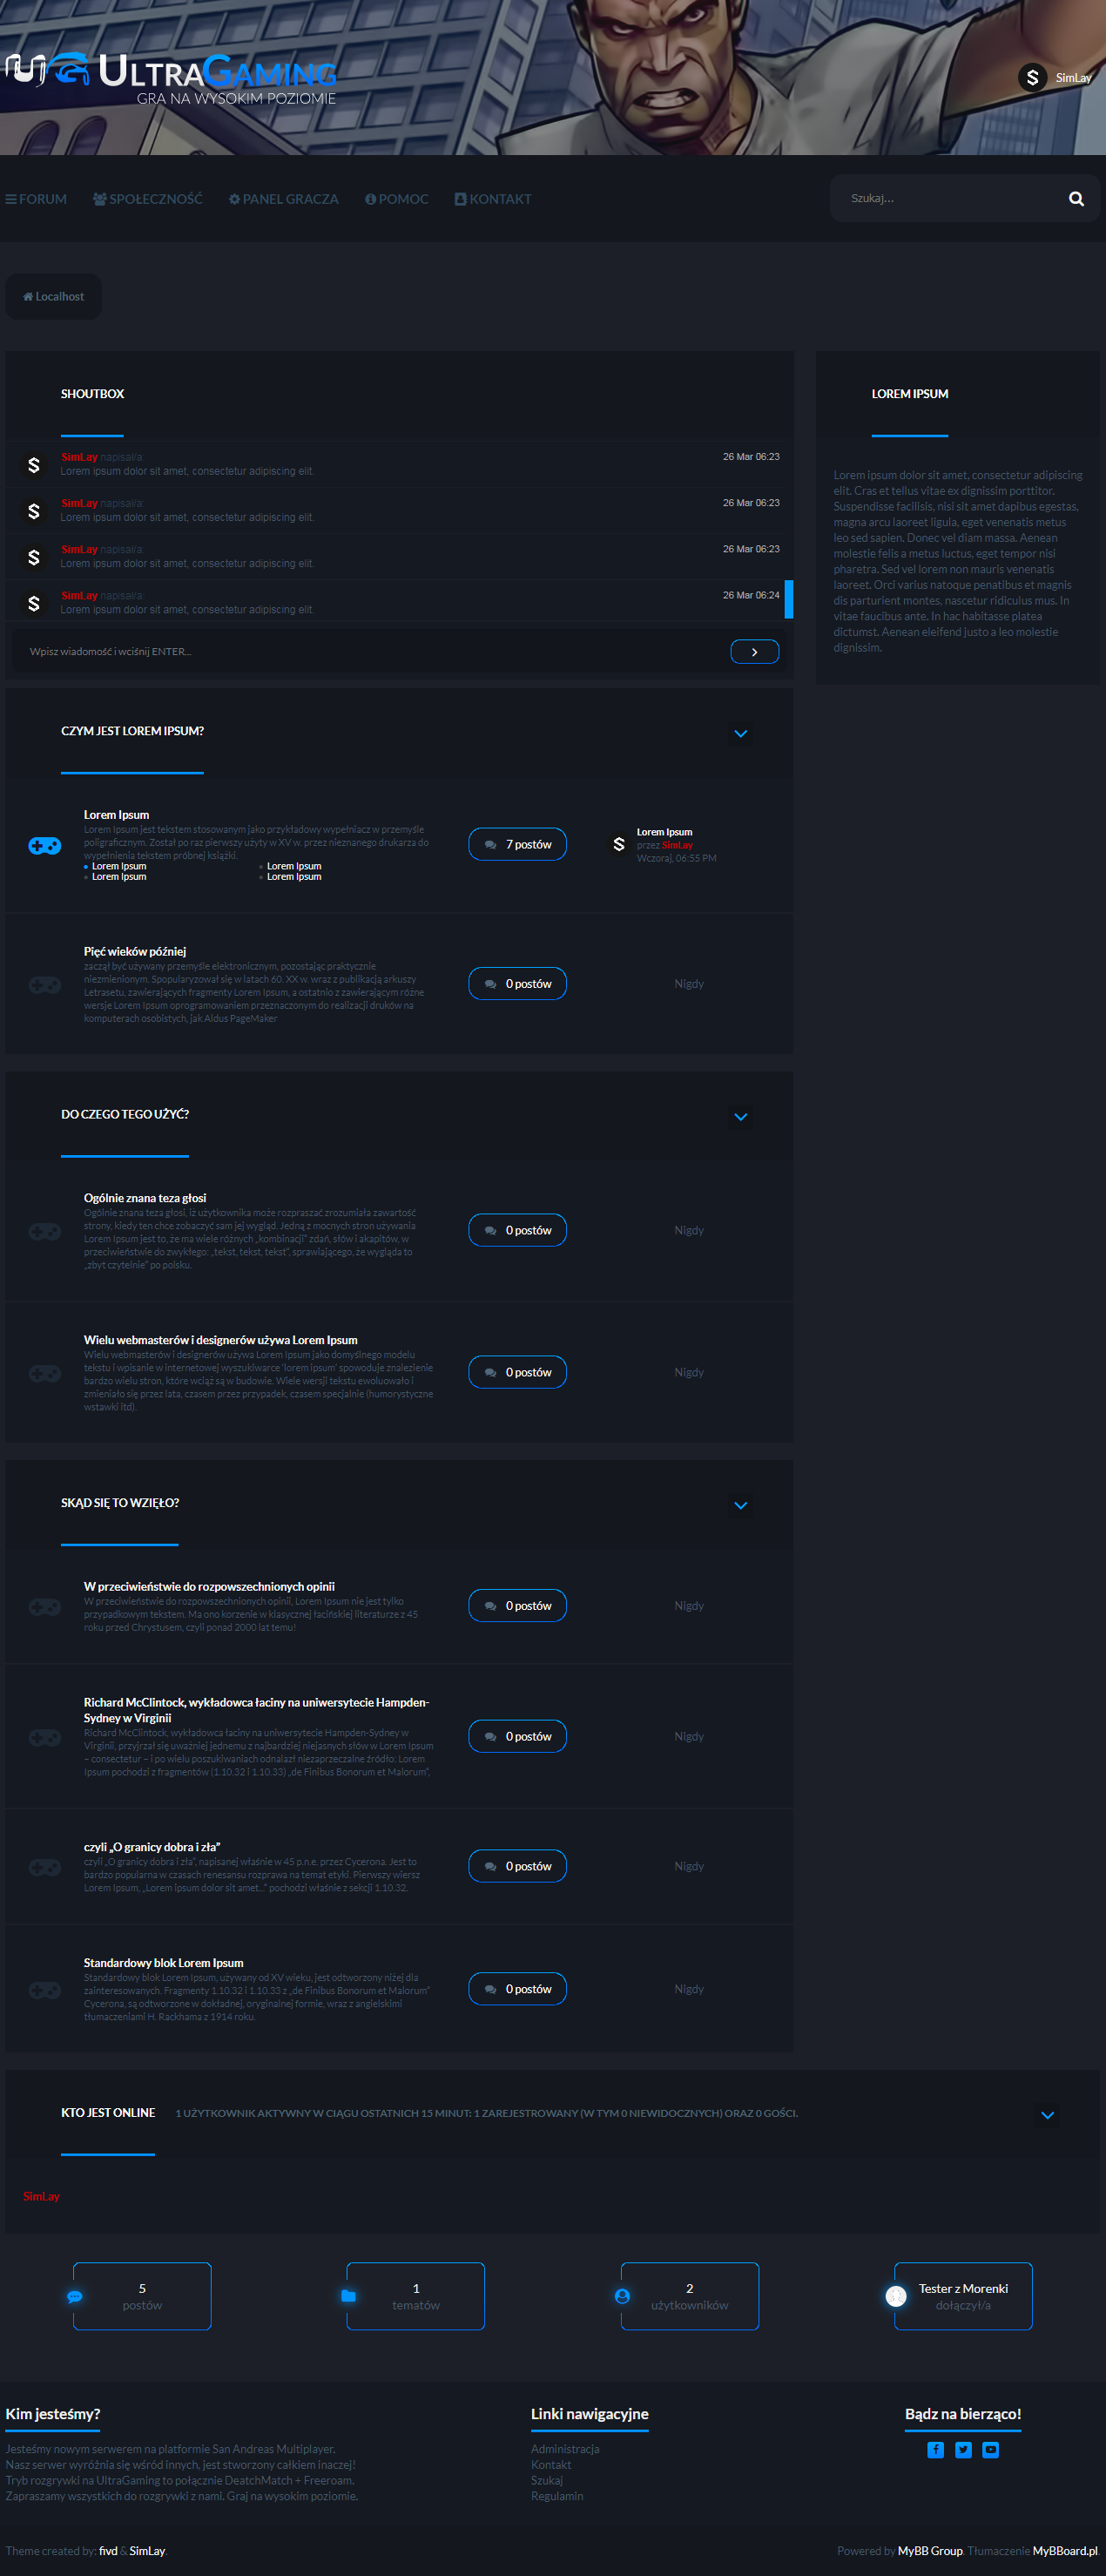 UG ULTRAGAMING
GRA NA WYSOKIM POZIOMIE
SimLay
FORUM SPOŁECZNOŚĆ PANEL GRACZA POMOC KONTAKT
Szukaj...
Localhost
SHOUTBOX
SimLay napisał/a: 26 Mar 06:23
Lorem ipsum dolor sit amet, consectetur adipiscing elit.
SimLay napisał/a: 26 Mar 06:23
Lorem ipsum dolor sit amet, consectetur adipiscing elit.
SimLay napisał/a: 26 Mar 06:23
Lorem ipsum dolor sit amet, consectetur adipiscing elit.
SimLay napisał/a: 26 Mar 06:24
Lorem ipsum dolor sit amet, consectetur adipiscing elit.
Wpisz wiadomość i wciśnij ENTER...
LOREM IPSUM
Lorem ipsum dolor sit amet, consectetur adipiscing
elit. Cras et tellus vitae ex dignissim porttitor.
Suspendisse facilisis, nisi sit amet dapibus egestas,
magna arcu laoreet ligula, eget venenatis metus
leo sed sapien. Donec vel diam massa. Aenean
molestie felis a metus luctus, eget tempor nisi
pharetra. Sed vel lorem non mauris venenatis
laoreet. Orci varius natoque penatibus et magnis
dis parturient montes, nascetur ridiculus mus. In
vitae faucibus ante. In hac habitasse platea
dictumst. Aenean eleifend justo a leo molestie
dignissim.
CZYM JEST LOREM IPSUM?
Lorem Ipsum
Lorem Ipsum jest tekstem stosowanym jako przykładowy wypełniacz w przemyśle
poligraficznym. Został po raz pierwszy użyty w XV w. przez nieznanego drukarza do
wypełnienia tekstem próbnej książki.
Lorem Ipsum Lorem Ipsum
Lorem Ipsum Lorem Ipsum
7 postów
Lorem Ipsum
przez SimLay
Wczoraj, 06:55 PM
Pięć wieków później
zaczął być używany przemyśle elektronicznym, pozostając praktycznie
niezmienionym. Spopularyzował się w latach 60. XX w. wraz z publikacją arkuszy
Letrasetu, zawierających fragmenty Lorem Ipsum, a ostatnio z zawierającym różne
wersje Lorem Ipsum oprogramowaniem przeznaczonym do realizacji druków na
komputerach osobistych, jak Aldus PageMaker
0 postów
Nigdy
DO CZEGO TEGO UŻYĆ?
Ogólnie znana teza głosi
Ogólnie znana teza głosi, iż użytkownika może rozpraszać zrozumiała zawartość
strony, kiedy ten chce zobaczyć sam jej wygląd. Jedną z mocnych stron używania
Lorem Ipsum jest to, że ma wiele różnych „kombinacji” zdań, słów i akapitów, w
przeciwieństwie do zwykłego: „tekst, tekst, tekst”, sprawiającego, że wygląda to
„zbyt czytelnie” po polsku.
0 postów
Nigdy
Wielu webmasterów i designerów używa Lorem Ipsum
Wielu webmasterów i designerów używa Lorem Ipsum jako domyślnego modelu
tekstu i wpisanie w internetowej wyszukiwarce ‘lorem ipsum’ spowoduje znalezienie
bardzo wielu stron, które wciąż są w budowie. Wiele wersji tekstu ewoluowało i
zmieniało się przez lata, czasem przez przypadek, czasem specjalnie (humorystyczne
wstawki itd).
0 postów
Nigdy
SKĄD SIĘ TO WZIĘŁO?
W przeciwieństwie do rozpowszechnionych opinii
W przeciwieństwie do rozpowszechnionych opinii, Lorem Ipsum nie jest tylko
przypadkowym tekstem. Ma ono korzenie w klasycznej łacińskiej literaturze z 45
roku przed Chrystusem, czyli ponad 2000 lat temu!
0 postów
Nigdy
Richard McClintock, wykładowca łaciny na uniwersytecie Hampden-
Sydney w Virginii
Richard McClintock, wykładowca łaciny na uniwersytecie Hampden-Sydney w
Virginii, przyjrzał się uważniej jednemu z najbardziej niejasnych słów w Lorem Ipsum
– consectetur – i po wielu poszukiwaniach odnalazł niezaprzeczalne źródło: Lorem
Ipsum pochodzi z fragmentów (1.10.32 i 1.10.33) „de Finibus Bonorum et Malorum”,
0 postów
Nigdy
czyli „O granicy dobra i zła”
czyli „O granicy dobra i zła”, napisanej właśnie w 45 p.n.e. przez Cycerona. Jest to
bardzo popularna w czasach renesansu rozprawa na temat etyki. Pierwszy wiersz
Lorem Ipsum, „Lorem ipsum dolor sit amet...” pochodzi właśnie z sekcji 1.10.32.
0 postów
Nigdy
Standardowy blok Lorem Ipsum
Standardowy blok Lorem Ipsum, używany od XV wieku, jest odtworzony niżej dla
zainteresowanych. Fragmenty 1.10.32 i 1.10.33 z „de Finibus Bonorum et Malorum”
Cycerona, są odtworzone w dokładnej, oryginalnej formie, wraz z angielskimi
tłumaczeniami H. Rackhama z 1914 roku.
0 postów
Nigdy
KTO JEST ONLINE 1 UŻYTKOWNIK AKTYWNY W CIĄGU OSTATNICH 15 MINUT: 1 ZAREJESTROWANY (W TYM 0 NIEWIDOCZNYCH) ORAZ 0 GOŚCI.
SimLay
5
postów
1
tematów
2
użytkowników
Tester z Morenki
dołączył/a
Kim jesteśmy?
Jesteśmy nowym serwerem na platformie San Andreas Multiplayer.
Nasz serwer wyróżnia się wśród innych, jest stworzony całkiem inaczej!
Tryb rozgrywki na UltraGaming to połącznie DeatchMatch + Freeroam.
Zapraszamy wszystkich do rozgrywki z nami. Graj na wysokim poziomie.
Linki nawigacyjne
Administracja
Kontakt
Szukaj
Regulamin
Bądz na bierząco!
Theme created by: fivd & SimLay.
Powered by MyBB Group. Tłumaczenie MyBBoard.pl.